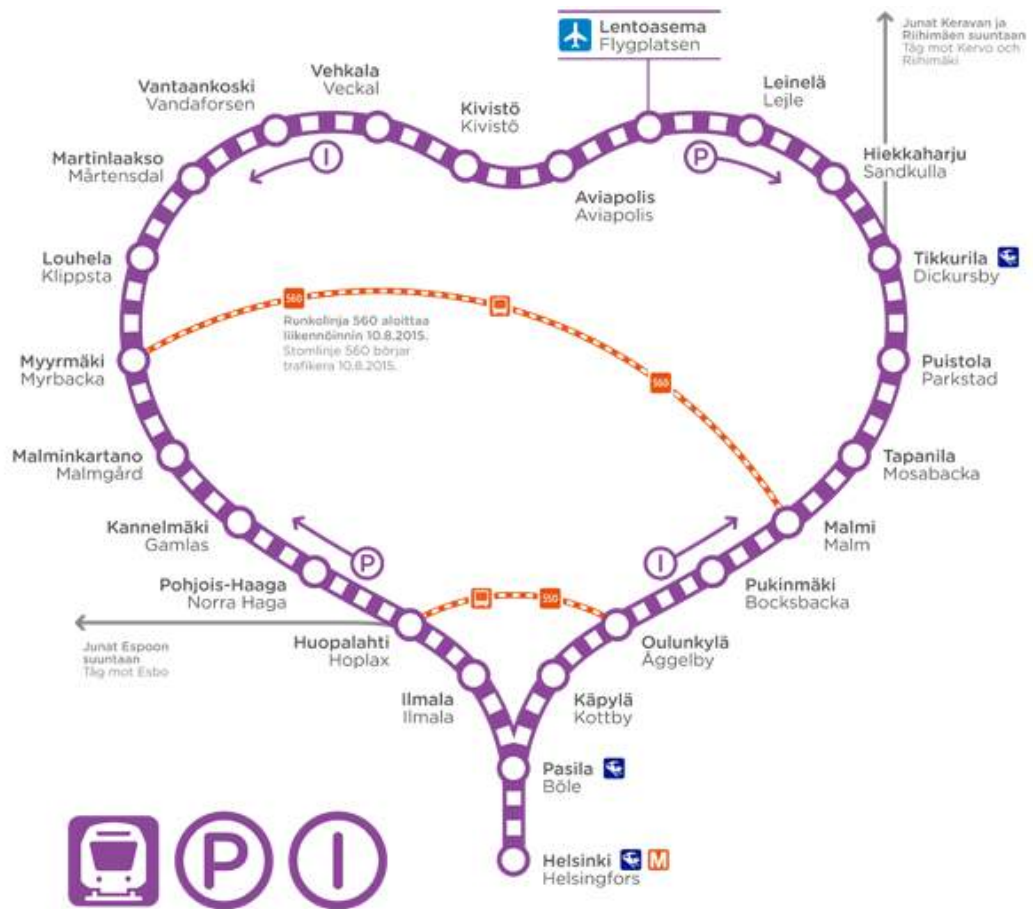 Lentoasema
Flygplatsen
Junat Keravan ja
Riihimäen suuntaan
Tåg mot Kervo och
Riihimäki
Vehkala
Veckal
Vantaankoski
Vandaforsen
Kivistö
Kivistö
Leinelä
Lejle
Martinlaakso
Mårtensdal
I
P
Hiekkaharju
Sandkulla
Aviapolis
Aviapolis
Louhela
Klippsta
Tikkurila
Dickursby
560
Runkolinja 560 aloittaa
liikennöinnin 10.8.2015.
Stomlinje 560 börjar
trafikera 10.8.2015.
Myyrmäki
Myrbacka
560
Puistola
Parkstad
Malminkartano
Malmgård
Tapanila
Mosabacka
Kannelmäki
Gamlas
Malmi
Malm
P
I
Pohjois-Haaga
Norra Haga
Pukinmäki
Bocksbacka
550
Junat Espoon
suuntaan
Tåg mot Esbo
Huopalahti
Hoplax
Oulunkylä
Åggelby
Ilmala
Ilmala
Käpylä
Kottby
Pasila
Böle
P
I
Helsinki M
Helsingfors